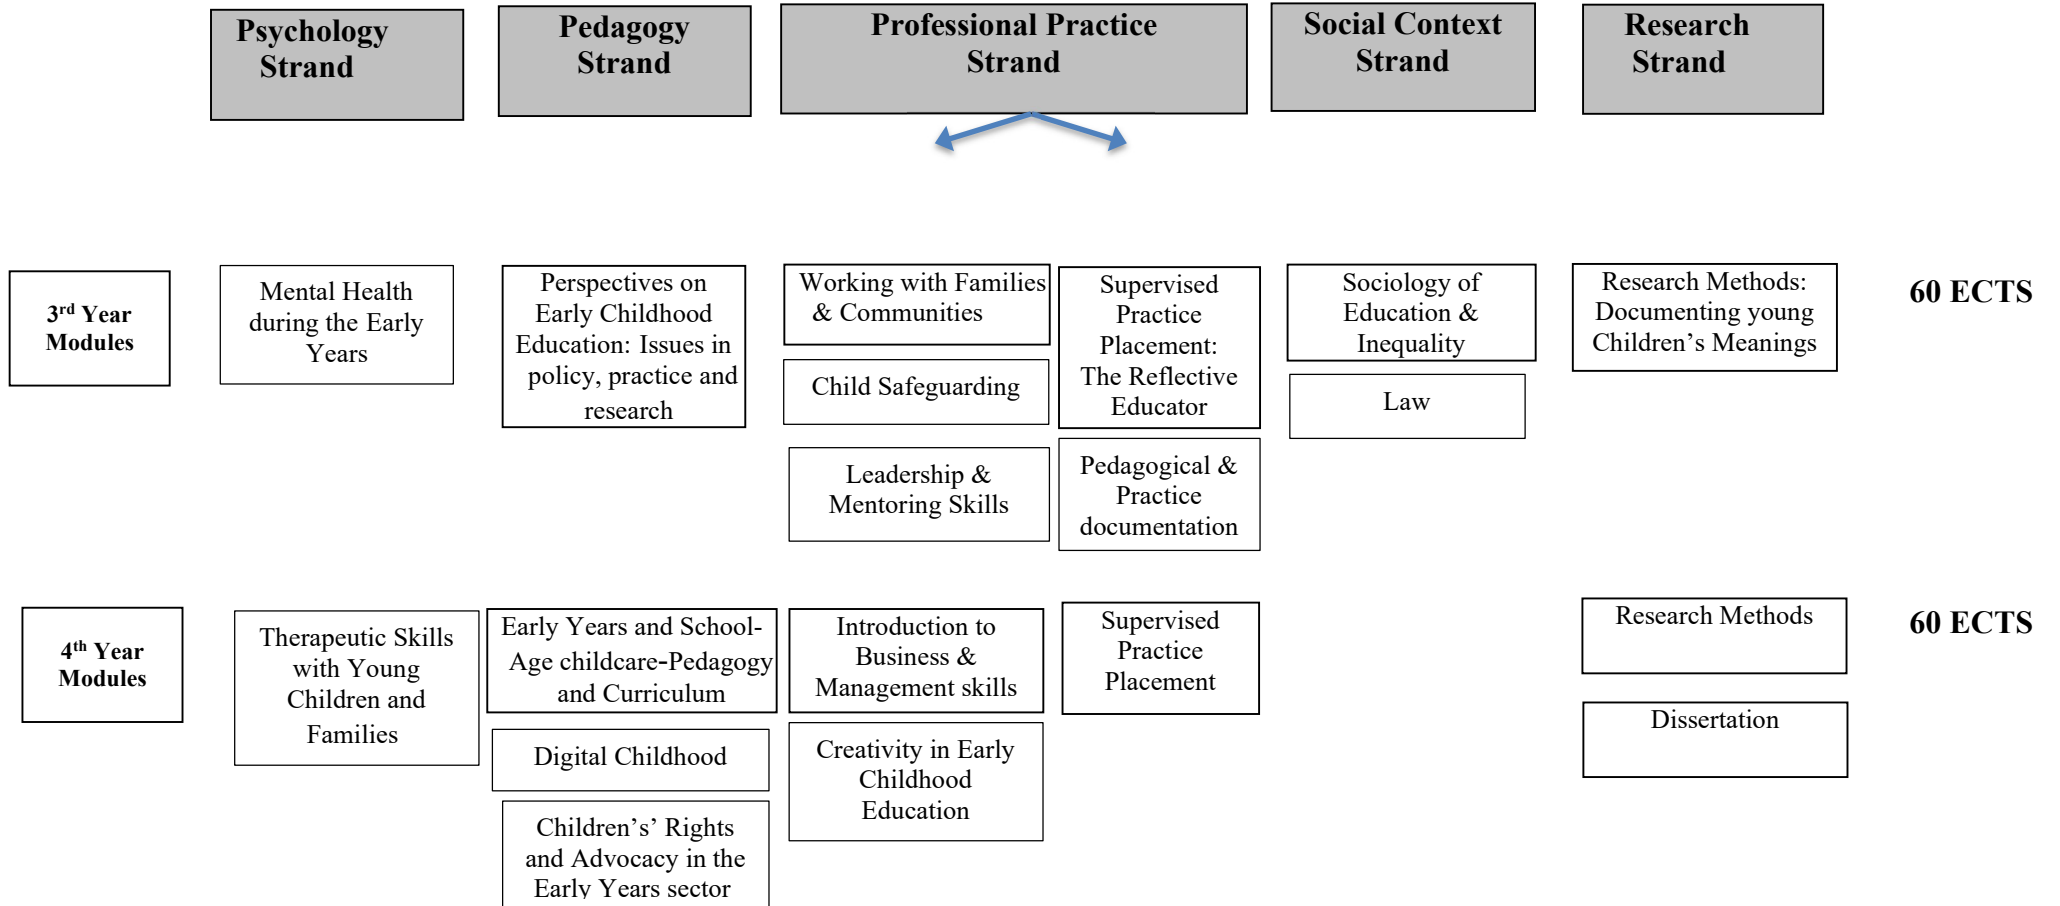 Psychology
Strand
Pedagogy
Strand
Professional Practice
Strand
Social Context
Strand
Research
Strand
3rd Year
Modules
Mental Health
during the Early
Years
Perspectives on
Early Childhood
Education: Issues in
policy, practice and
research
Working with Families
& Communities
Child Safeguarding
Leadership &
Mentoring Skills
Supervised
Practice
Placement:
The Reflective
Educator
Pedagogical &
Practice
documentation
Sociology of
Education &
Inequality
Law
Research Methods:
Documenting young
Children’s Meanings
60 ECTS
4th Year
Modules
Therapeutic Skills
with Young
Children and
Families
Early Years and School-
Age childcare-Pedagogy
and Curriculum
Digital Childhood
Children’s’ Rights
and Advocacy in the
Early Years sector
Introduction to
Business &
Management skills
Creativity in Early
Childhood
Education
Supervised
Practice
Placement
Research Methods
Dissertation
60 ECTS